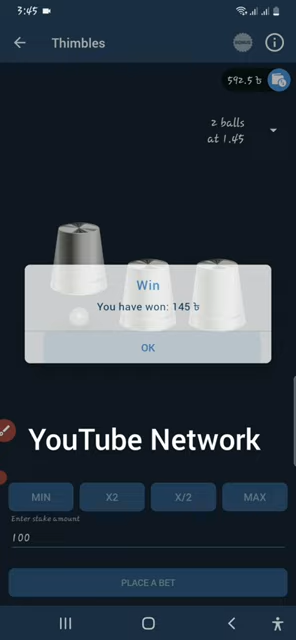 3:45
Thimbles
592.5 ৳
2 balls
at 1.45
Win
You have won: 145 ৳
OK
YouTube Network
MIN X2 X/2 MAX
Enter stake amount
100
PLACE A BET